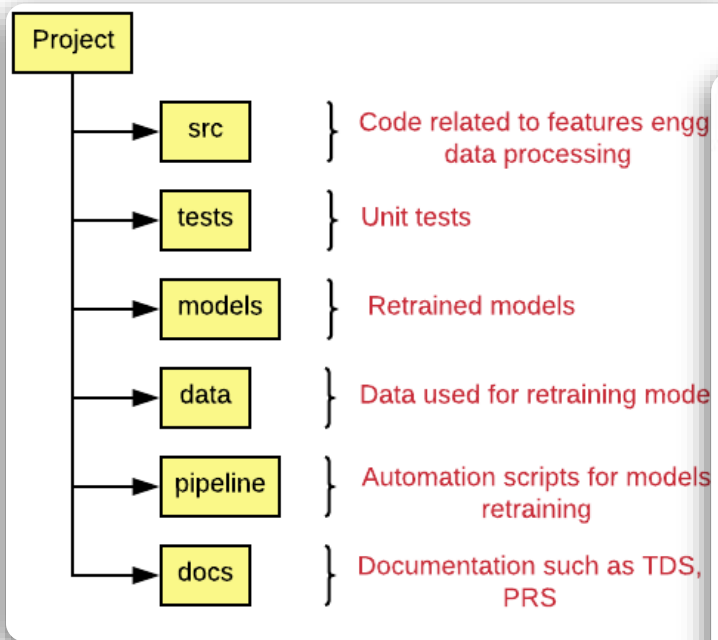 Project
src
Code related to features engg
data processing
tests
Unit tests
models
Retrained models
data
Data used for retraining mode
pipeline
Automation scripts for models
retraining
docs
Documentation such as TDS,
PRS